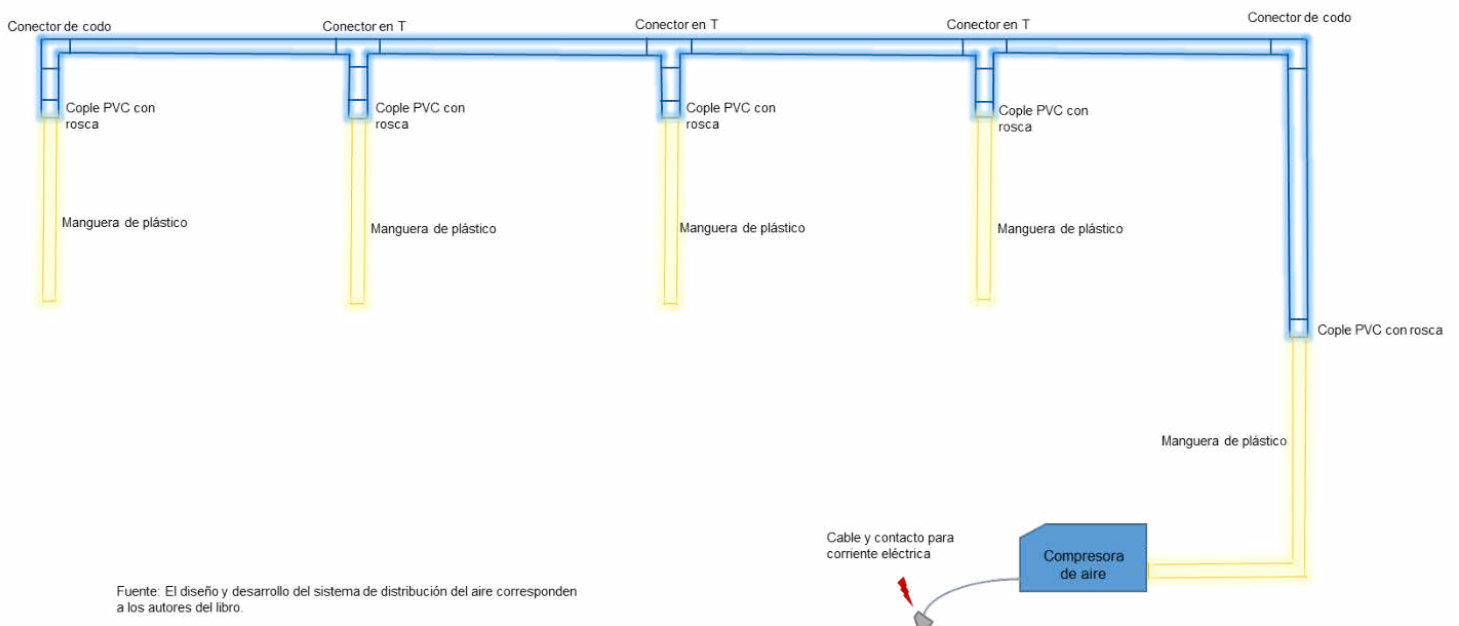 Conector de codo
Conector en T
Conector en T
Conector en T
Conector de codo
Cople PVC con
rosca
Cople PVC con
rosca
Cople PVC con
rosca
Cople PVC con
rosca
Manguera de plástico
Manguera de plástico
Manguera de plástico
Manguera de plástico
Cople PVC con rosca
Manguera de plástico
Cable y contacto para
corriente eléctrica
Compresora
de aire
Fuente: El diseño y desarrollo del sistema de distribución del aire corresponden
a los autores del libro.